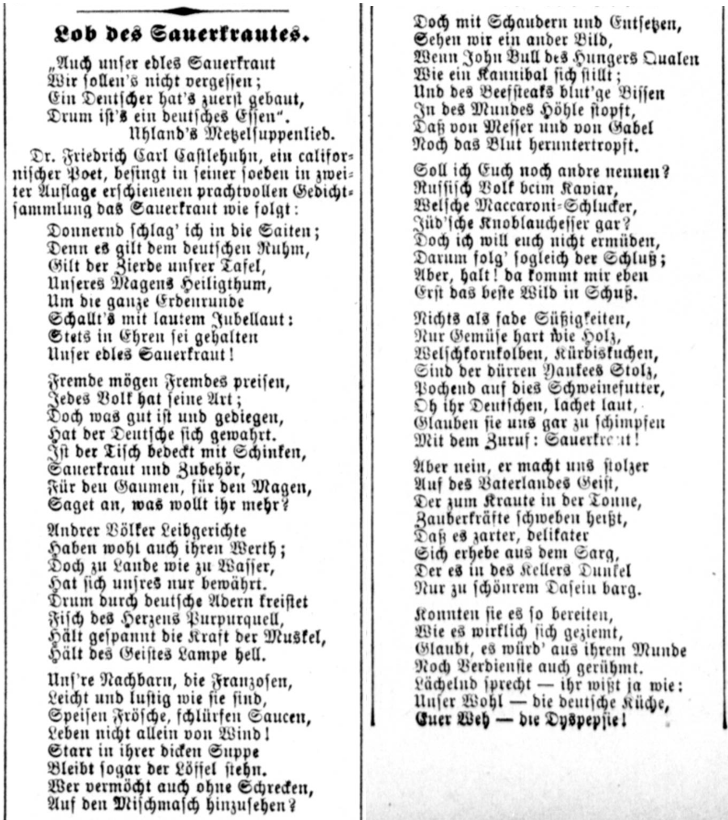 Lob des Sauerkrautes.
„Auch unser edles Sauerkraut
Wir sollen's nicht vergessen;
Ein Deutscher hat's zuerst gebaut,
Drum ist's ein deutsches Essen“.
Uhland's Metzelsuppenlied.
Dr. Friedrich Carl Castlehuhn, ein califor-
nischer Poet, besingt in seiner soeben in zwei-
ter Auflage erschienenen prachtvollen Gedicht-
sammlung das Sauerkraut wie folgt:
Donnernd schlag' ich in die Saiten;
Denn es gilt dem deutschen Ruhm,
Gilt der Zierde unsrer Tafel,
Unseres Magens Heiligthum,
Um die ganze Erdenrunde
Schallt's mit lautem Jubellaut:
Stets in Ehren sei gehalten
Unser edles Sauerkraut!
Fremde mögen Fremdes preisen,
Jedes Volk hat seine Art;
Doch was gut ist und gediegen,
Hat der Deutsche sich gewahrt.
Ist der Tisch bedeckt mit Schinken,
Sauerkraut und Zubehör,
Für den Gaumen, für den Magen,
Saget an, was wollt ihr mehr?
Andrer Völker Leibgerichte
Haben wohl auch ihren Werth;
Doch zu Lande wie zu Wasser,
Hat sich unsres nur bewährt.
Drum durch deutsche Adern kreistet
Fisch des Herzens Purpurquell,
Hält gespannt die Kraft der Muskel,
Hält des Geistes Lampe hell.
Uns're Nachbarn, die Franzosen,
Leicht und lustig wie sie sind,
Speisen Frösche, schlürfen Saucen,
Leben nicht allein von Wind!
Starr in ihrer dicken Suppe
Bleibt sogar der Löffel stehn.
Wer vermöcht auch ohne Schrecken,
Auf den Mischmasch hinzusehen?
Doch mit Schaudern und Entsetzen,
Sehen wir ein ander Bild,
Wenn John Bull des Hungers Qualen
Wie ein Kannibal sich stillt;
Und des Beefsteaks blut'ge Bissen
In des Mundes Höhle stopft,
Daß von Messer und von Gabel
Noch das Blut heruntertropft.
Soll ich Euch noch andre nennen?
Russisch Volk beim Kaviar,
Welsche Maccaroni-Schlucker,
Jüd'sche Knoblauchesser gar?
Doch ich will euch nicht ermüden,
Darum folg' sogleich der Schluß;
Aber, halt! da kommt mir eben
Erst das beste Wild in Schuß.
Nichts als fade Süßigkeiten,
Nur Gemüse hart wie Holz,
Welschkornkolben, Kürbiskuchen,
Sind der dürren Yankees Stolz,
Pochend auf dies Schweinefutter,
Oh ihr Deutschen, lachet laut,
Glauben sie uns gar zu schimpfen
Mit dem Zuruf: Sauerkraut!
Aber nein, er macht uns stolzer
Auf des Vaterlandes Geist,
Der zum Kraute in der Tonne,
Zauberkräfte schweben heißt,
Daß es zarter, delikater
Sich erhebe aus dem Sarg,
Der es in des Kellers Dunkel
Nur zu schönrem Dasein barg.
Konnten sie es so bereiten,
Wie es wirklich sich geziemt,
Glaubt, es würd' aus ihrem Munde
Noch Verdienste auch gerühmt.
Lächelnd sprecht — ihr wißt ja wie:
Unser Wohl — die deutsche Küche,
Euer Weh — die Dyspepsie!